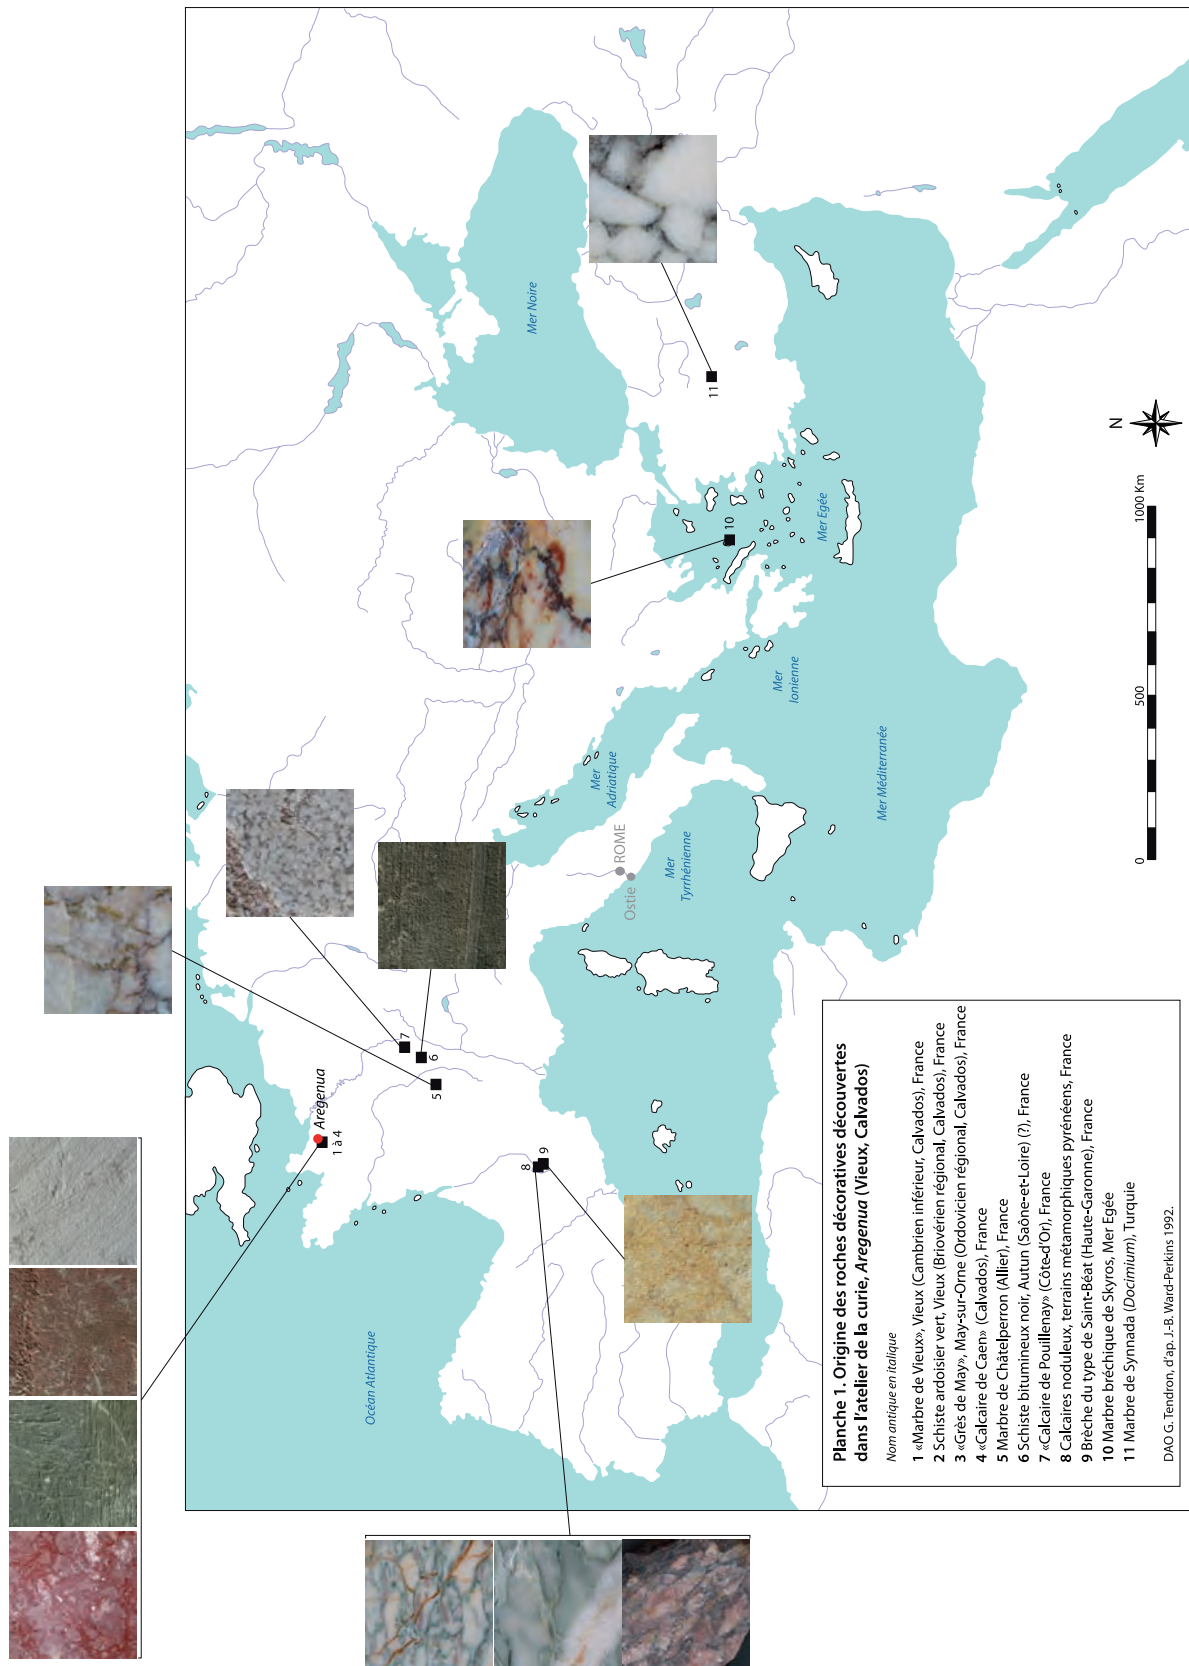 Planche 1. Origine des roches décoratives découvertes
dans l'atelier de la curie, Aregenua (Vieux, Calvados)
Nom antique en italique
1 «Marbre de Vieux», Vieux (Cambrien inférieur, Calvados), France
2 Schiste ardoisier vert, Vieux (Briovérien régional, Calvados), France
3 «Grès de May», May-sur-Orne (Ordovicien régional, Calvados), France
4 «Calcaire de Caen» (Calvados), France
5 Marbre de Châtelperron (Allier), France
6 Schiste bitumineux noir, Autun (Saône-et-Loire) (?), France
7 «Calcaire de Pouillenay» (Côte-d'Or), France
8 Calcaires noduleux, terrains métamorphiques pyrénéens, France
9 Brèche du type de Saint-Béat (Haute-Garonne), France
10 Marbre bréchique de Skyros, Mer Egée
11 Marbre de Synnada (Docimium), Turquie
DAO G. Tendron, d'ap. J.-B. Ward-Perkins 1992.
Océan Atlantique
Aregenua
1 à 4
5
6
7
8
9
10
11
Mer Noire
Mer
Adriatique
ROME
Ostie
Mer
Tyrrhénienne
Mer
Ionienne
Mer Egée
Mer Méditerranée
N
0
500
1000 Km